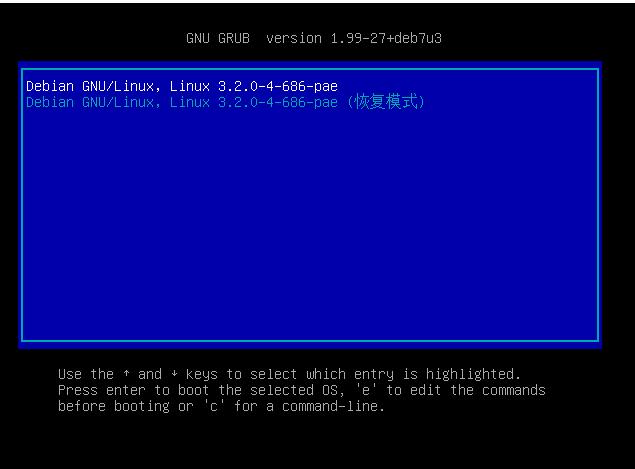 GNU GRUB  version 1.99-27+deb7u3
Debian GNU/Linux, Linux 3.2.0-4-686-pae
Debian GNU/Linux, Linux 3.2.0-4-686-pae (恢复模式)
Use the ↑ and ↓ keys to select which entry is highlighted.
Press enter to boot the selected OS, 'e' to edit the commands
before booting or 'c' for a command-line.